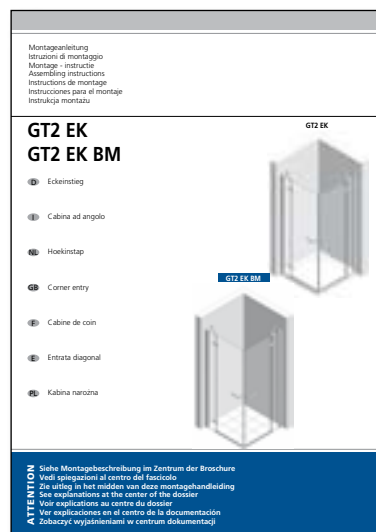 Montageanleitung
Istruzioni di montaggio
Montage - instructie
Assembling instructions
Instructions de montage
Instrucciones para el montaje
Instrukcja montażu
GT2 EK
GT2 EK BM
GT2 EK
D Eckeinstieg
I Cabina ad angolo
NL Hoekinstap
GT2 EK BM
GB Corner entry
F Cabine de coin
E Entrata diagonal
PL Kabina narożna
ATTENTION
Siehe Montagebeschreibung im Zentrum der Broschure
Vedi spiegazioni al centro del fascicolo
Zie uitleg in het midden van deze montagehandleiding
See explanations at the center of the dossier
Voir explications au centre du dossier
Ver explicaciones en el centro de la documentación
Zobaczyć wyjaśnieniami w centrum dokumentacji